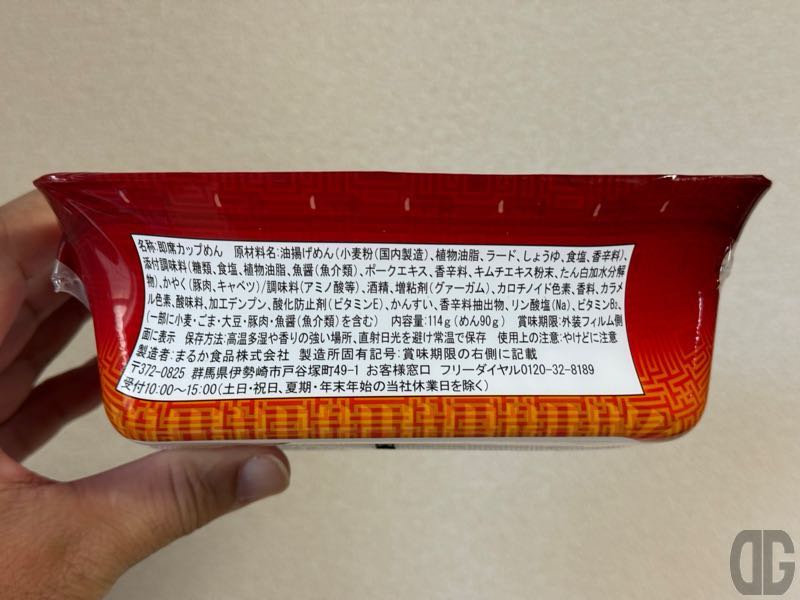 名称:即席カップめん 原材料名:油揚げめん(小麦粉(国内製造)、植物油脂、ラード、しょうゆ、食塩、香辛料)、
添付調味料(糖類、食塩、植物油脂、魚醤(魚介類)、ポークエキス、香辛料、キムチエキス粉末、たん白加水分解
物)、かやく(豚肉、キャベツ)/調味料(アミノ酸等)、酒精、増粘剤(グァーガム)、カロチノイド色素、香料、カラメ
ル色素、酸味料、加工デンプン、酸化防止剤(ビタミンE)、かんすい、香辛料抽出物、リン酸塩(Na)、ビタミンB₂、
(一部に小麦・ごま・大豆・豚肉・魚醤(魚介類)を含む) 内容量:114g(めん90g) 賞味期限:外装フィルム側
面に表示 保存方法:高温多湿や香りの強い場所、直射日光を避け常温で保存 使用上の注意:やけどに注意
製造者:まるか食品株式会社 製造所固有記号:賞味期限の右側に記載
〒372-0825 群馬県伊勢崎市戸谷塚町49-1 お客様窓口 フリーダイヤル0120-32-8189
受付10:00〜15:00(土日・祝日、夏期・年末年始の当社休業日を除く)
DG